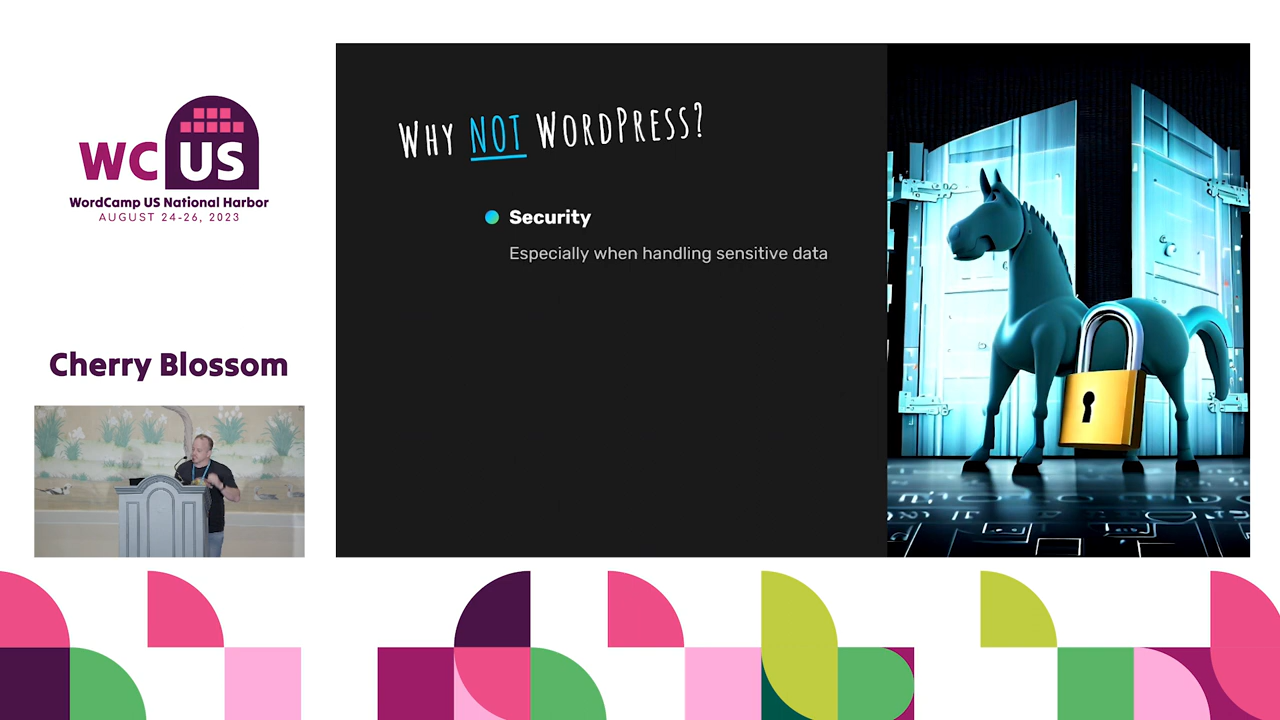 WC US
WordCamp US National Harbor
AUGUST 24-26, 2023
Cherry Blossom
WHY NOT WORDPRESS?
Security
Especially when handling sensitive data